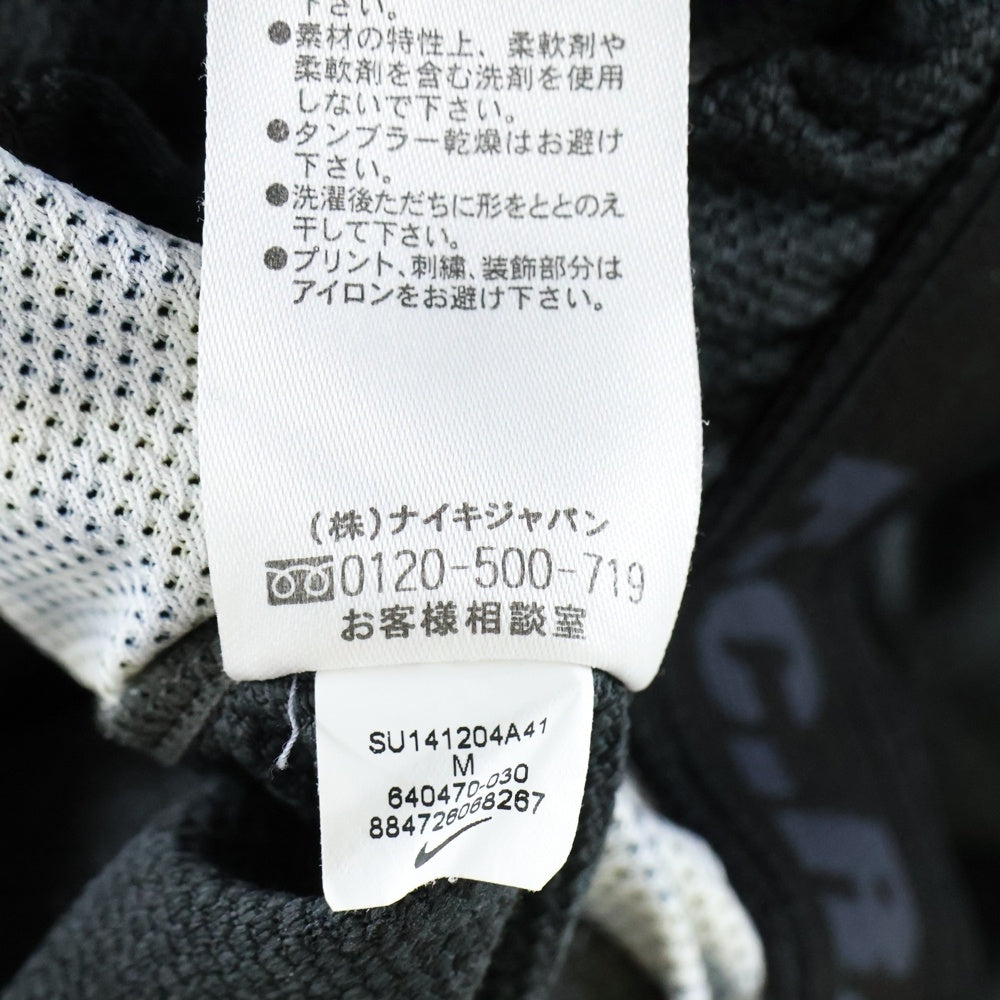 下さい。
●素材の特性上、柔軟剤や
柔軟剤を含む洗剤を使用
しないで下さい。
●タンブラー乾燥はお避け
下さい。
●洗濯後ただちに形をととのえ
干して下さい。
●プリント、刺繍、装飾部分は
アイロンをお避け下さい。
(株)ナイキジャパン
0120-500-719
お客様相談室
SU141204A41
M
640470-030
884726068267